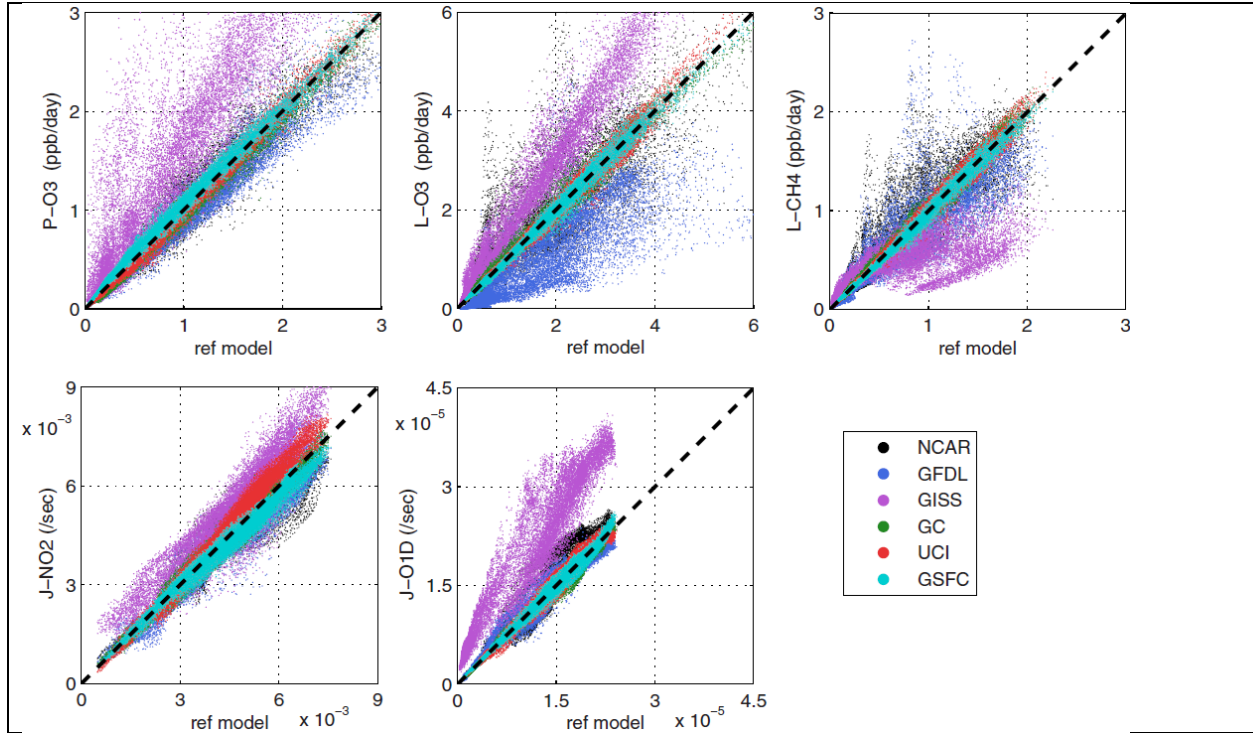 3
2
1
0
P-O3 (ppb/day)
0 1 2 3
ref model
6
4
2
0
L-O3 (ppb/day)
0 2 4 6
ref model
3
2
1
0
L-CH4 (ppb/day)
0 1 2 3
ref model
9
x 10⁻³
6
3
0
J-NO2 (/sec)
0 3 6 9
ref model x 10⁻³
4.5
x 10⁻⁵
3
1.5
0
J-O1D (/sec)
0 1.5 3 4.5
ref model x 10⁻⁵
NCAR
GFDL
GISS
GC
UCI
GSFC